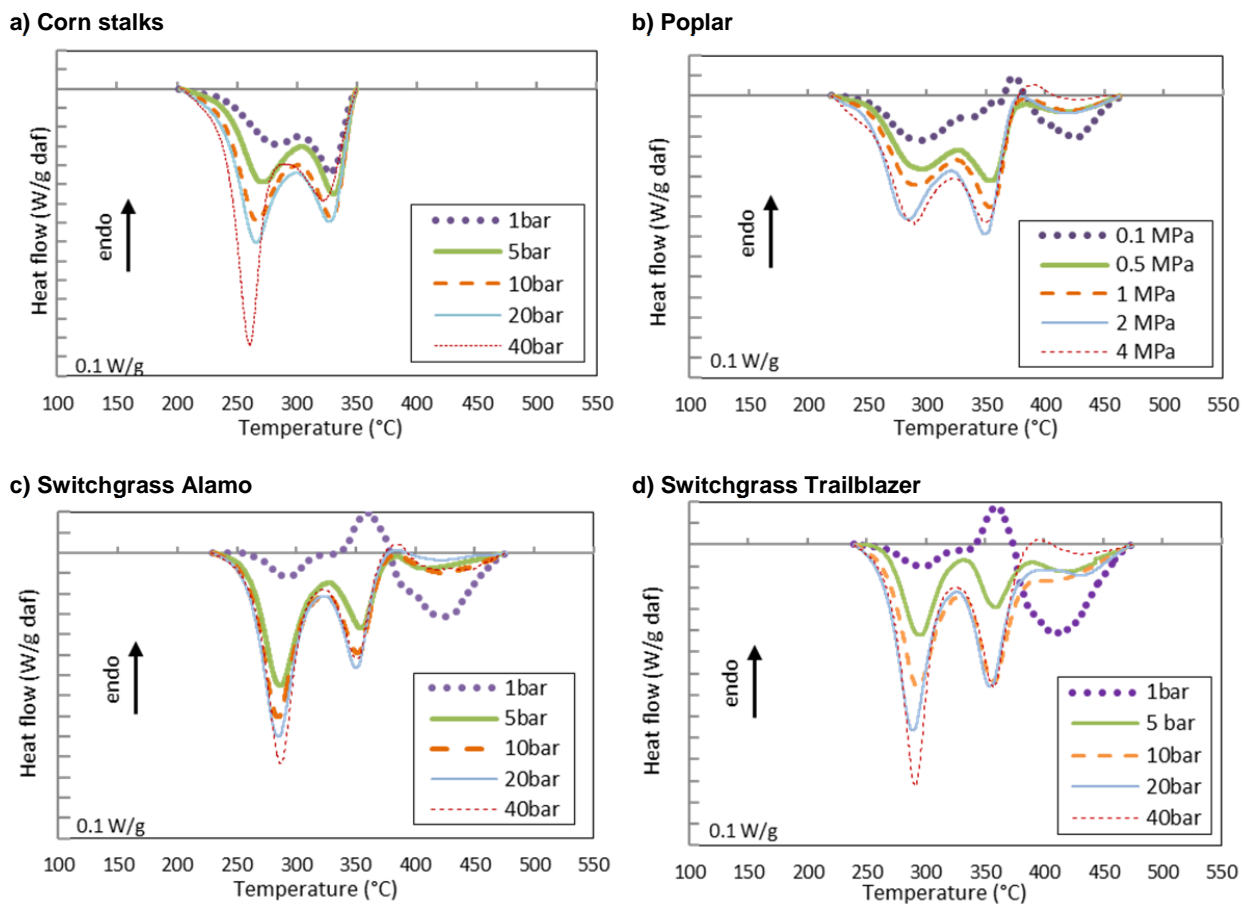 a) Corn stalks
Heat flow (W/g daf)
endo
0.1 W/g
1bar
5bar
10bar
20bar
40bar
100 150 200 250 300 350 400 450 500 550
Temperature (°C)
b) Poplar
Heat flow (W/g daf)
endo
0.1 W/g
0.1 MPa
0.5 MPa
1 MPa
2 MPa
4 MPa
100 150 200 250 300 350 400 450 500 550
Temperature (°C)
c) Switchgrass Alamo
Heat flow (W/g daf)
endo
0.1 W/g
1bar
5bar
10bar
20bar
40bar
100 150 200 250 300 350 400 450 500 550
Temperature (°C)
d) Switchgrass Trailblazer
Heat flow (W/g daf)
endo
0.1 W/g
1bar
5 bar
10bar
20bar
40bar
100 150 200 250 300 350 400 450 500 550
Temperature (°C)